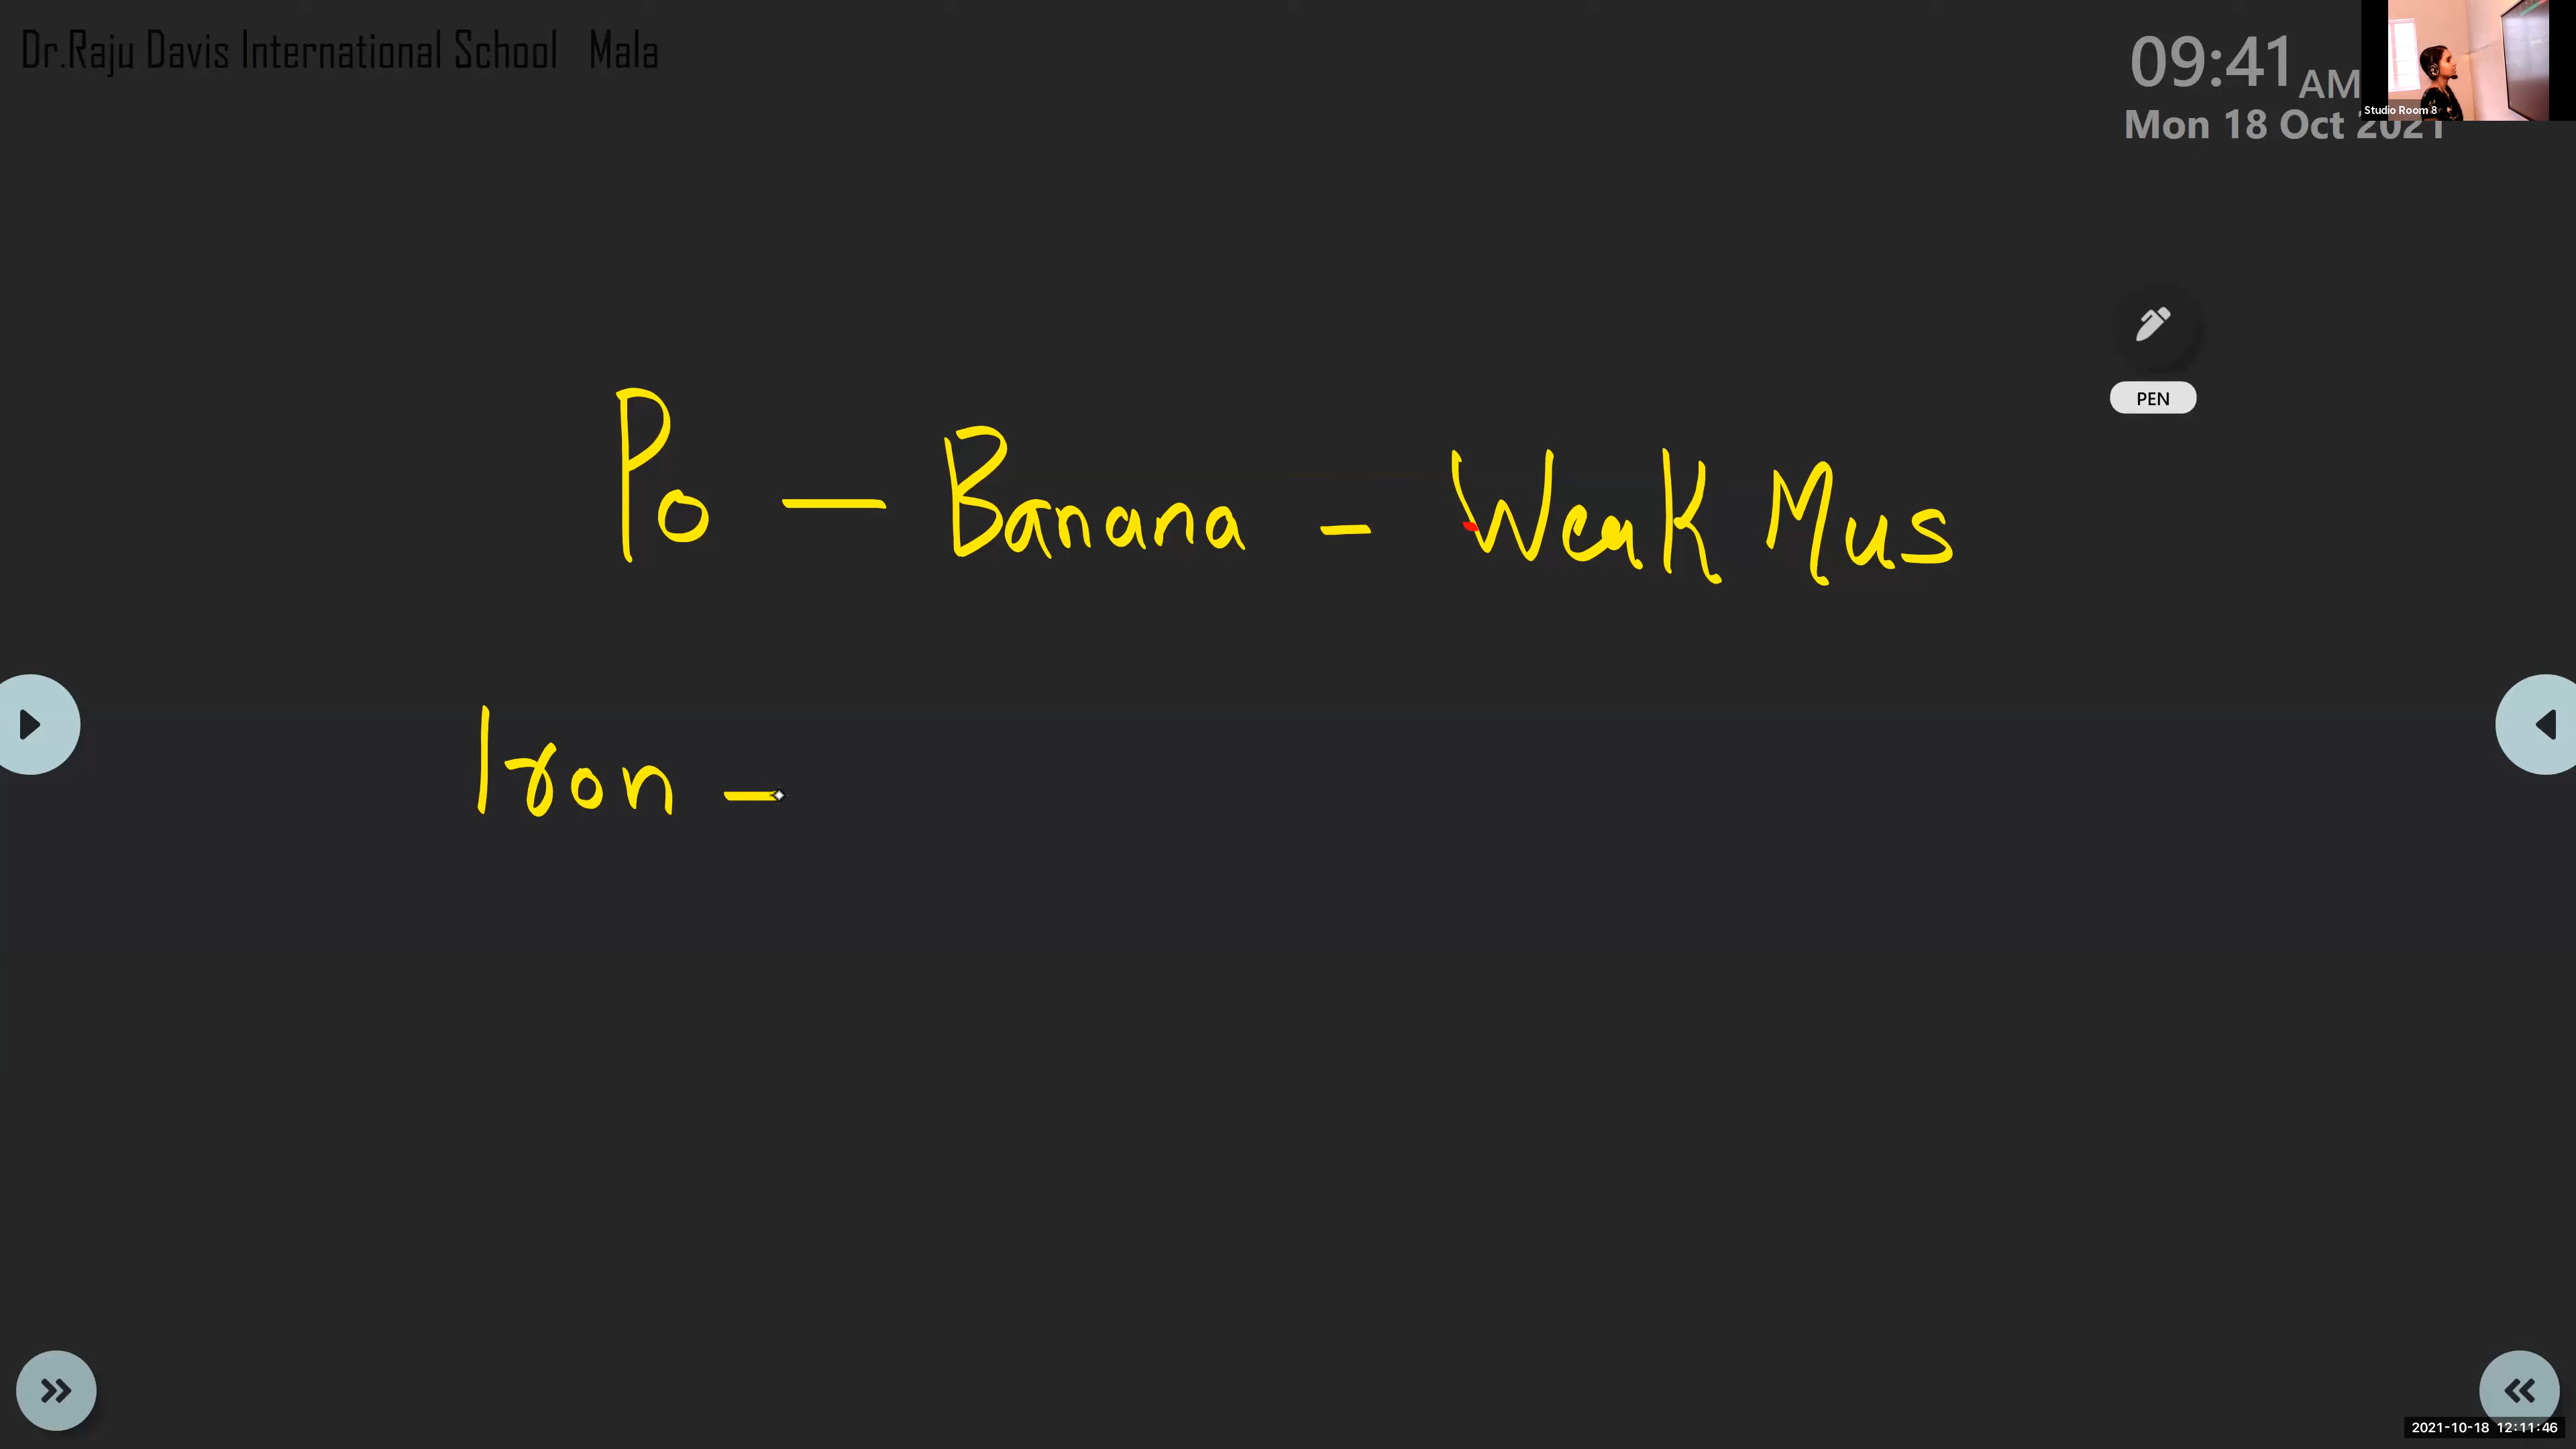 Dr.Raju Davis International School Mala
09:41 AM
Mon 18 Oct 2021
Studio Room 8
PEN
Po — Banana - Weak Mus
Iron -
2021-10-18 12:11:46